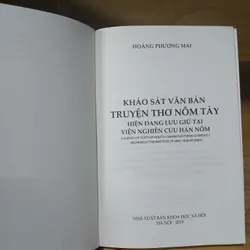 HOÀNG PHƯƠNG MAI
KHẢO SÁT VĂN BẢN
TRUYỆN THƠ NÔM TÀY
HIỆN ĐANG LƯU GIỮ TẠI
VIỆN NGHIÊN CỨU HÁN NÔM
NHÀ XUẤT BẢN KHOA HỌC XÃ HỘI
HÀ NỘI - 2019